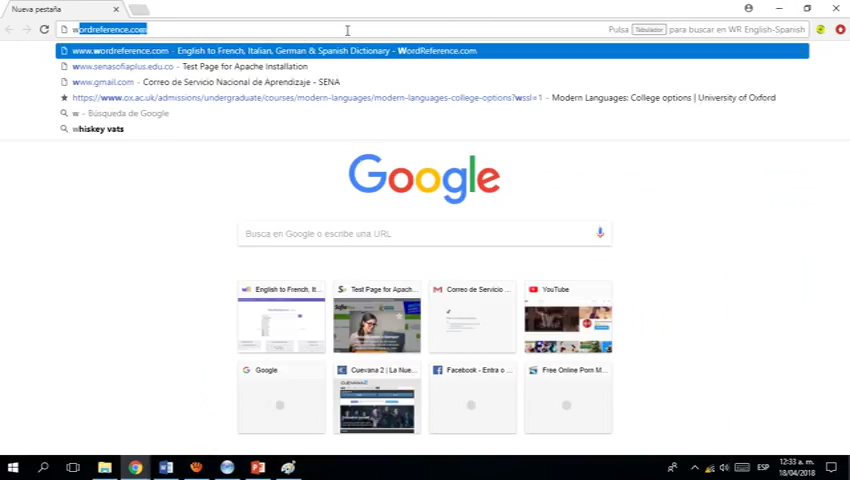 Nueva pestaña
wordreference.com
Pulsa Tabulador para buscar en WR English-Spanish
www.wordreference.com - English to French, Italian, German & Spanish Dictionary - WordReference.com
www.senasofiaplus.edu.co - Test Page for Apache Installation
www.gmail.com - Correo de Servicio Nacional de Aprendizaje - SENA
https://www.ox.ac.uk/admissions/undergraduate/courses/modern-languages/modern-languages-college-options?wssl=1 - Modern Languages: College options | University of Oxford
w - Búsqueda de Google
whiskey vats
Google
Busca en Google o escribe una URL
English to French, It...
Test Page for Apach...
Correo de Servicio ...
YouTube
Google
Cuevana 2 | La Nue...
Facebook - Entra o ...
Free Online Porn M...
ESP
12:33 a. m.
18/04/2018